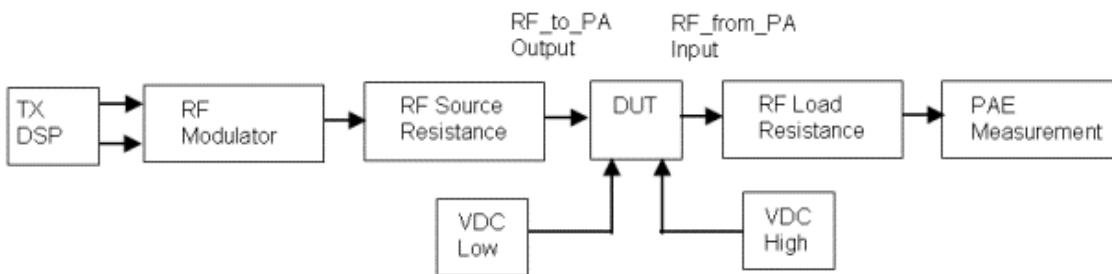 RF_to_PA
Output
RF_from_PA
Input
TX
DSP
RF
Modulator
RF Source
Resistance
DUT
RF Load
Resistance
PAE
Measurement
VDC
Low
VDC
High